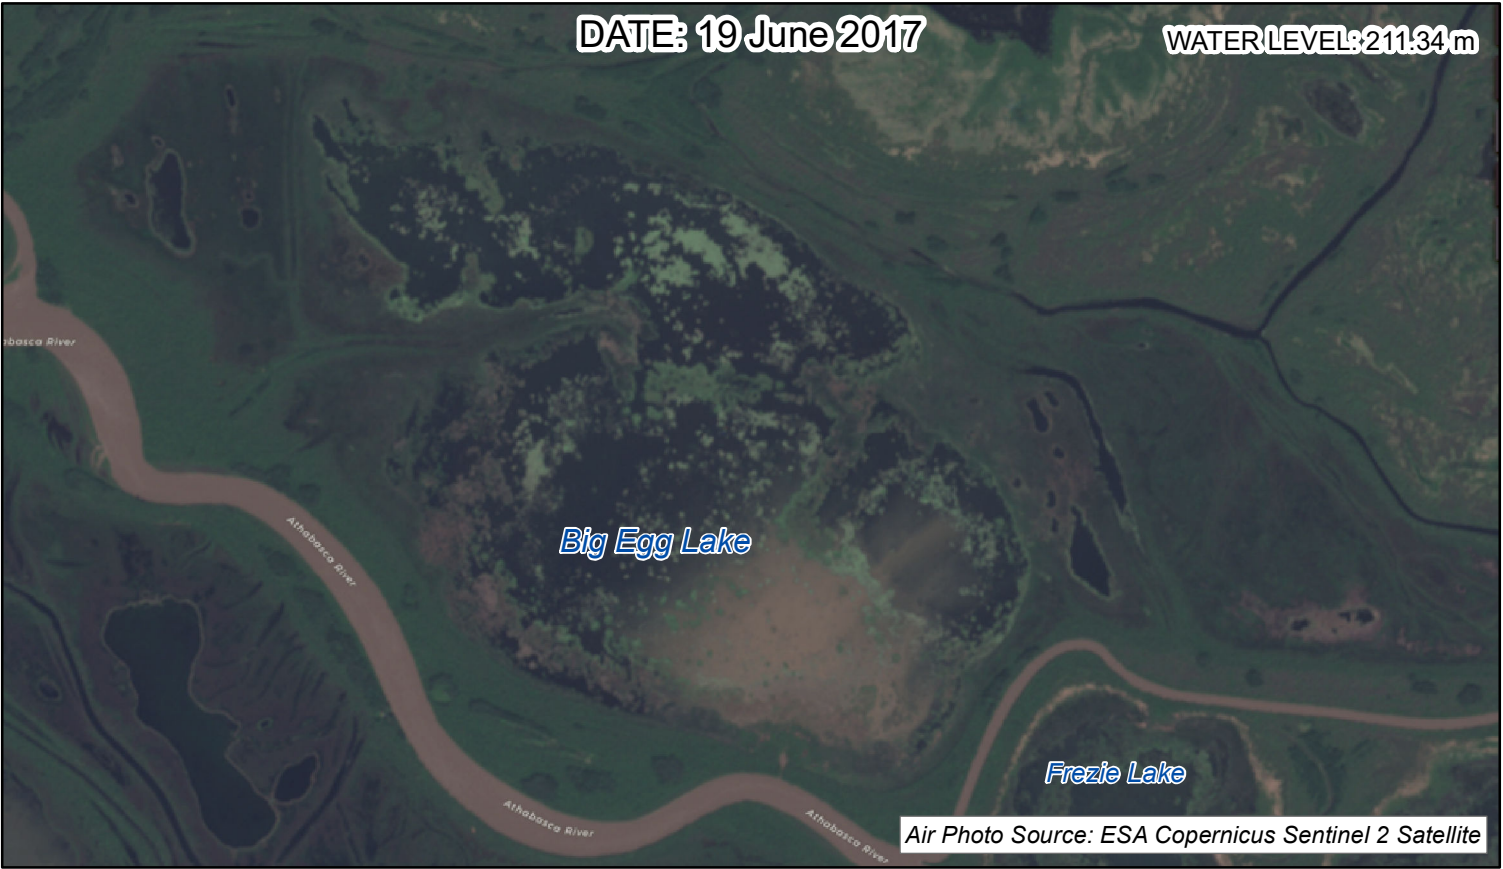 DATE: 19 June 2017
WATER LEVEL: 211.34 m
abasca River
Athabasca River
Big Egg Lake
Frezie Lake
Athabasca River
Athabasca River
Air Photo Source: ESA Copernicus Sentinel 2 Satellite